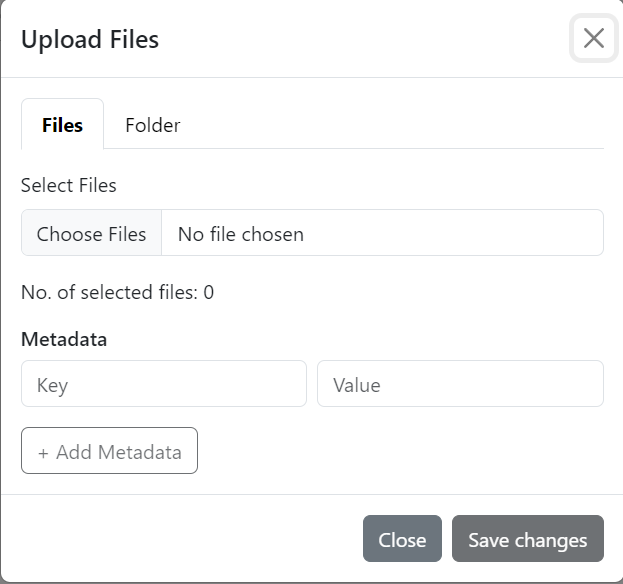 Upload Files
Files Folder
Select Files
Choose Files No file chosen
No. of selected files: 0
Metadata
Key Value
+ Add Metadata
Close Save changes